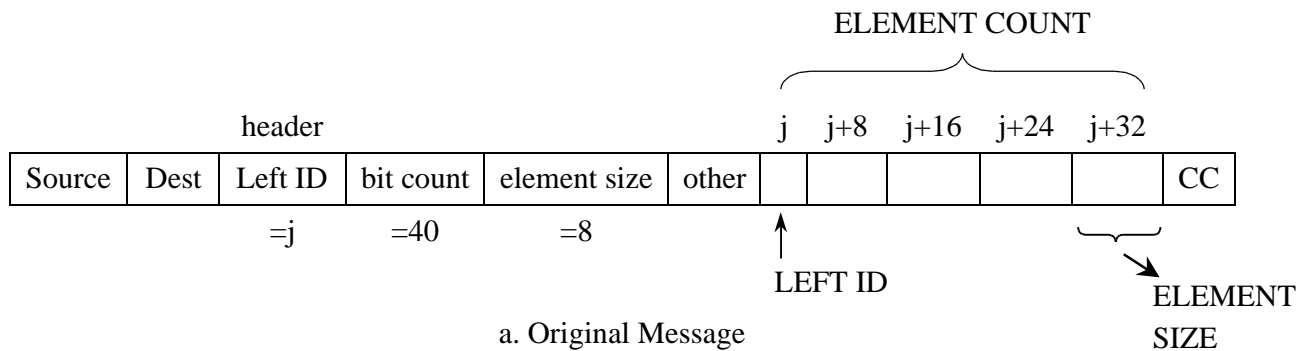 ELEMENT COUNT
header j j+8 j+16 j+24 j+32
Source Dest Left ID bit count element size other CC
=j =40 =8
LEFT ID
ELEMENT
SIZE
a. Original Message